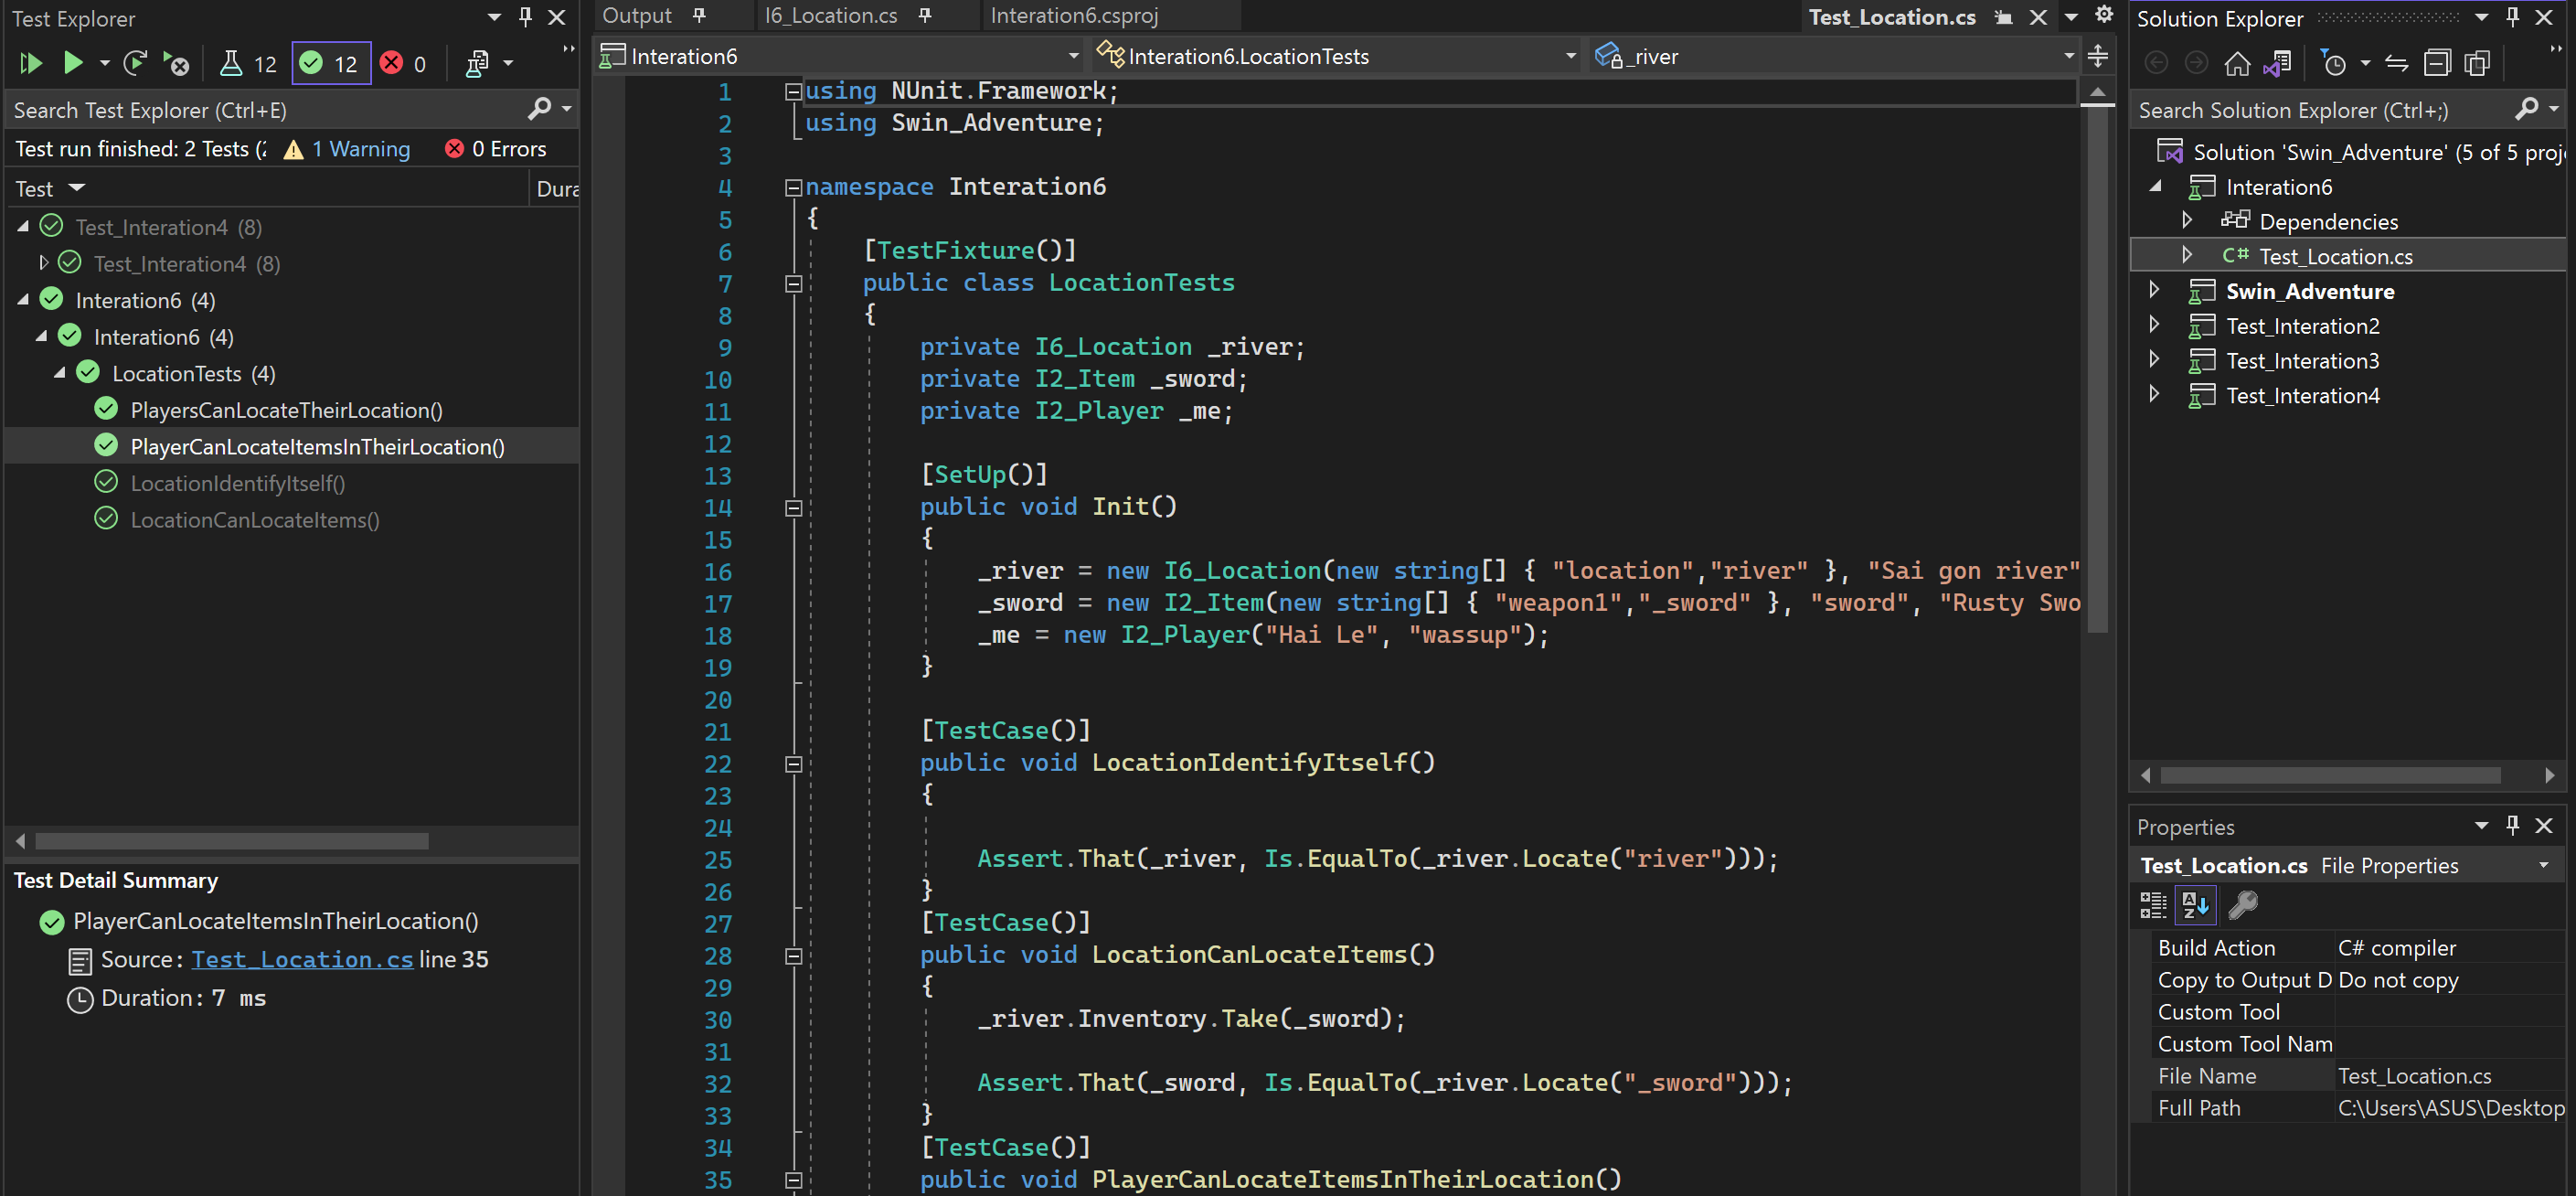 Test Explorer
12
12
0
Search Test Explorer (Ctrl+E)
Test run finished: 2 Tests (
1 Warning
0 Errors
Test
Dura
Test_Interation4 (8)
Test_Interation4 (8)
Interation6 (4)
Interation6 (4)
LocationTests (4)
PlayersCanLocateTheirLocation()
PlayerCanLocateItemsInTheirLocation()
LocationIdentifyItself()
LocationCanLocateItems()
Test Detail Summary
PlayerCanLocateItemsInTheirLocation()
Source: Test_Location.cs line 35
Duration: 7 ms
Output
I6_Location.cs
Interation6.csproj
Test_Location.cs
Interation6
Interation6.LocationTests
_river
1 using NUnit.Framework;
2 using Swin_Adventure;
3
4 namespace Interation6
5 {
6 [TestFixture()]
7 public class LocationTests
8 {
9 private I6_Location _river;
10 private I2_Item _sword;
11 private I2_Player _me;
12
13 [SetUp()]
14 public void Init()
15 {
16 _river = new I6_Location(new string[] { "location","river" }, "Sai gon river"
17 _sword = new I2_Item(new string[] { "weapon1","_sword" }, "sword", "Rusty Swo
18 _me = new I2_Player("Hai Le", "wassup");
19 }
20
21 [TestCase()]
22 public void LocationIdentifyItself()
23 {
24
25 Assert.That(_river, Is.EqualTo(_river.Locate("river")));
26 }
27 [TestCase()]
28 public void LocationCanLocateItems()
29 {
30 _river.Inventory.Take(_sword);
31
32 Assert.That(_sword, Is.EqualTo(_river.Locate("_sword")));
33 }
34 [TestCase()]
35 public void PlayerCanLocateItemsInTheirLocation()
Solution Explorer
Search Solution Explorer (Ctrl+;)
Solution 'Swin_Adventure' (5 of 5 proj
Interation6
Dependencies
C# Test_Location.cs
Swin_Adventure
Test_Interation2
Test_Interation3
Test_Interation4
Properties
Test_Location.cs File Properties
Build Action C# compiler
Copy to Output D Do not copy
Custom Tool
Custom Tool Nam
File Name Test_Location.cs
Full Path C:\Users\ASUS\Desktop